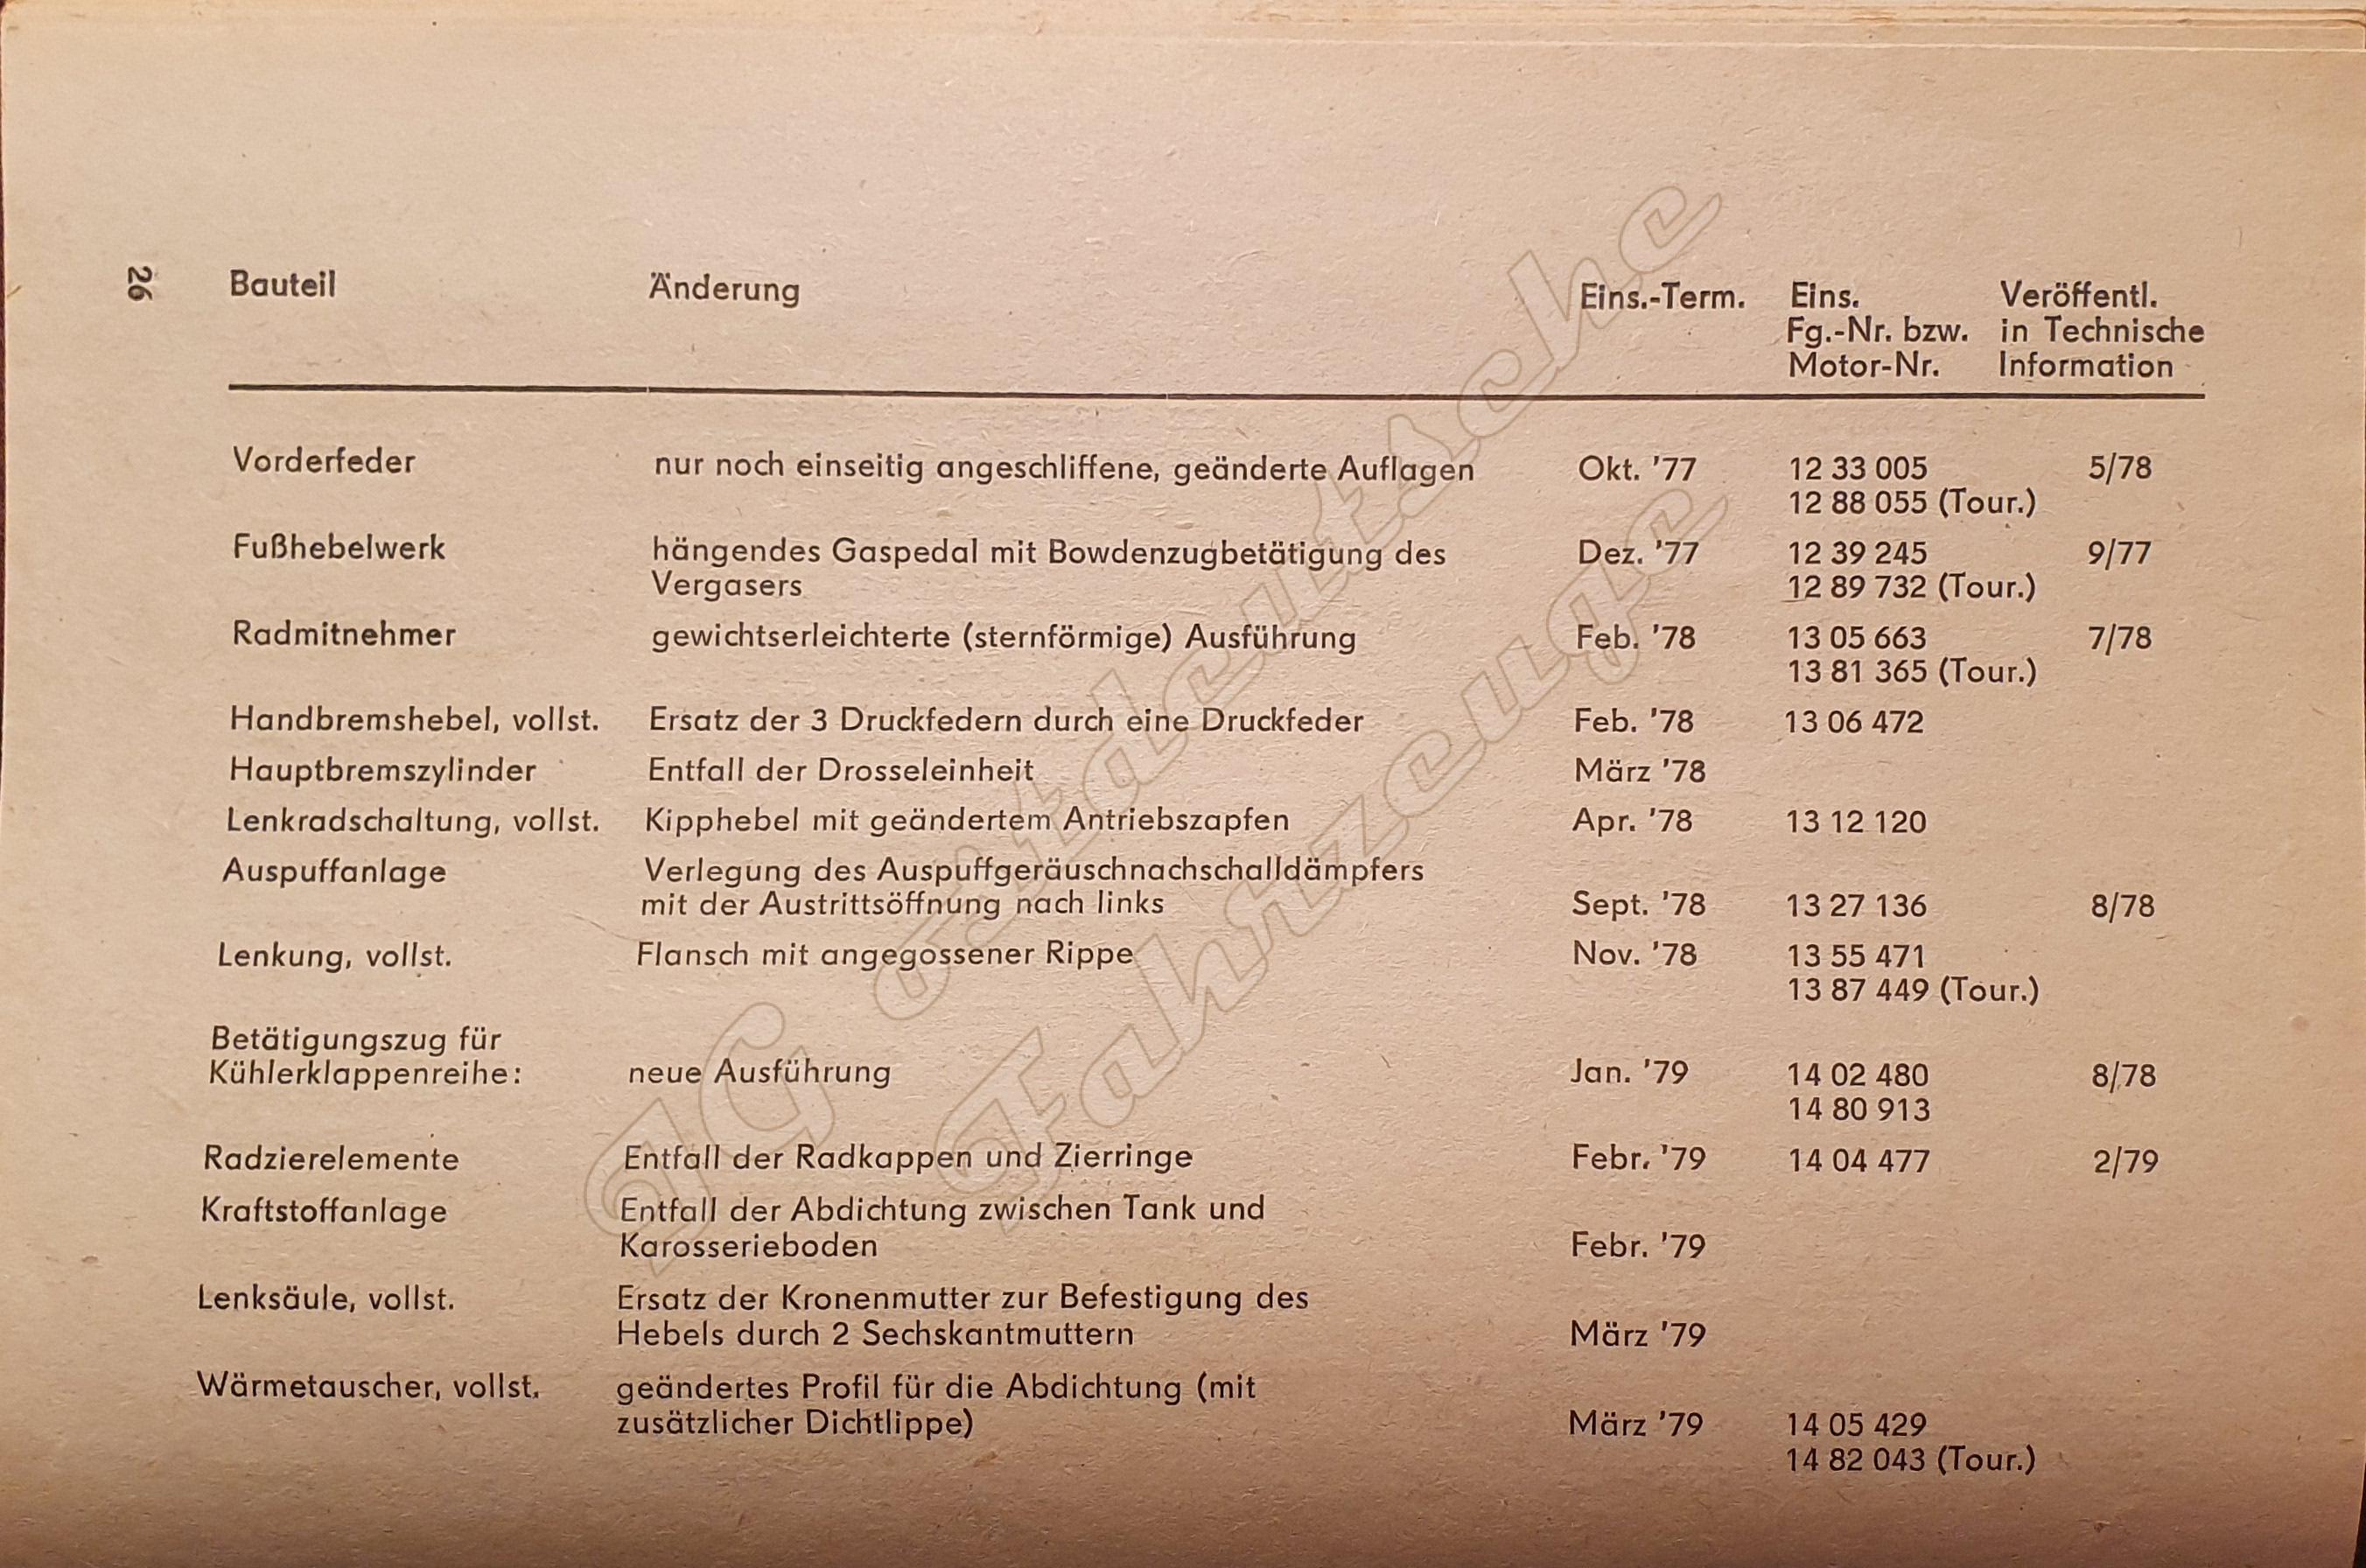 26
Bauteil Änderung Eins.-Term. Eins. Veröffentl.
Fg.-Nr. bzw. in Technische
Motor-Nr. Information
Vorderfeder nur noch einseitig angeschliffene, geänderte Auflagen Okt. '77 12 33 005 5/78
12 88 055 (Tour.)
Fußhebelwerk hängendes Gaspedal mit Bowdenzugbetätigung des Dez. '77 12 39 245 9/77
Vergasers 12 89 732 (Tour.)
Radmitnehmer gewichtserleichterte (sternförmige) Ausführung Feb. '78 13 05 663 7/78
13 81 365 (Tour.)
Handbremshebel, vollst. Ersatz der 3 Druckfedern durch eine Druckfeder Feb. '78 13 06 472
Hauptbremszylinder Entfall der Drosseleinheit März '78
Lenkradschaltung, vollst. Kipphebel mit geändertem Antriebszapfen Apr. '78 13 12 120
Auspuffanlage Verlegung des Auspuffgeräuschnachschalldämpfers
mit der Austrittsöffnung nach links Sept. '78 13 27 136 8/78
Lenkung, vollst. Flansch mit angegossener Rippe Nov. '78 13 55 471
13 87 449 (Tour.)
Betätigungszug für
Kühlerklappenreihe: neue Ausführung Jan. '79 14 02 480 8/78
14 80 913
Radzierelemente Entfall der Radkappen und Zierringe Febr. '79 14 04 477 2/79
Kraftstoffanlage Entfall der Abdichtung zwischen Tank und
Karosserieboden Febr. '79
Lenksäule, vollst. Ersatz der Kronenmutter zur Befestigung des
Hebels durch 2 Sechskantmuttern März '79
Wärmetauscher, vollst. geändertes Profil für die Abdichtung (mit
zusätzlicher Dichtlippe) März '79 14 05 429
14 82 043 (Tour.)
IG ostdeutsche
Fahrzeuge